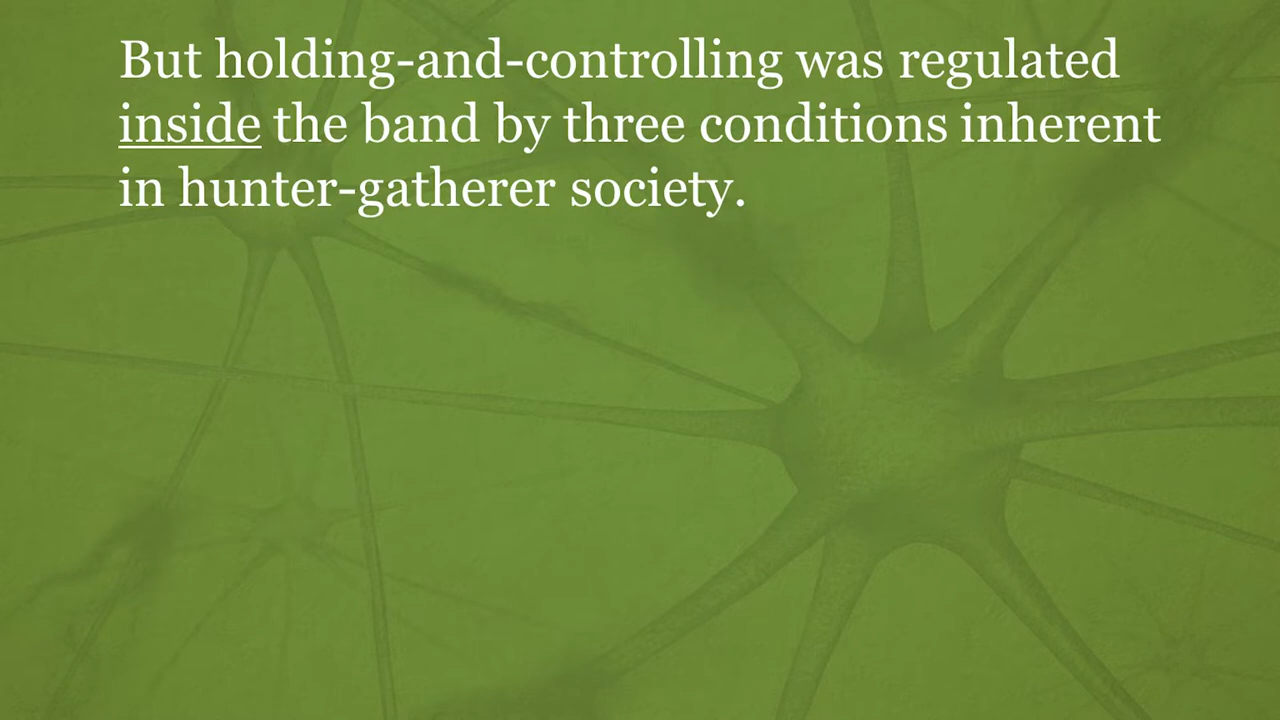 But holding-and-controlling was regulated
inside the band by three conditions inherent
in hunter-gatherer society.